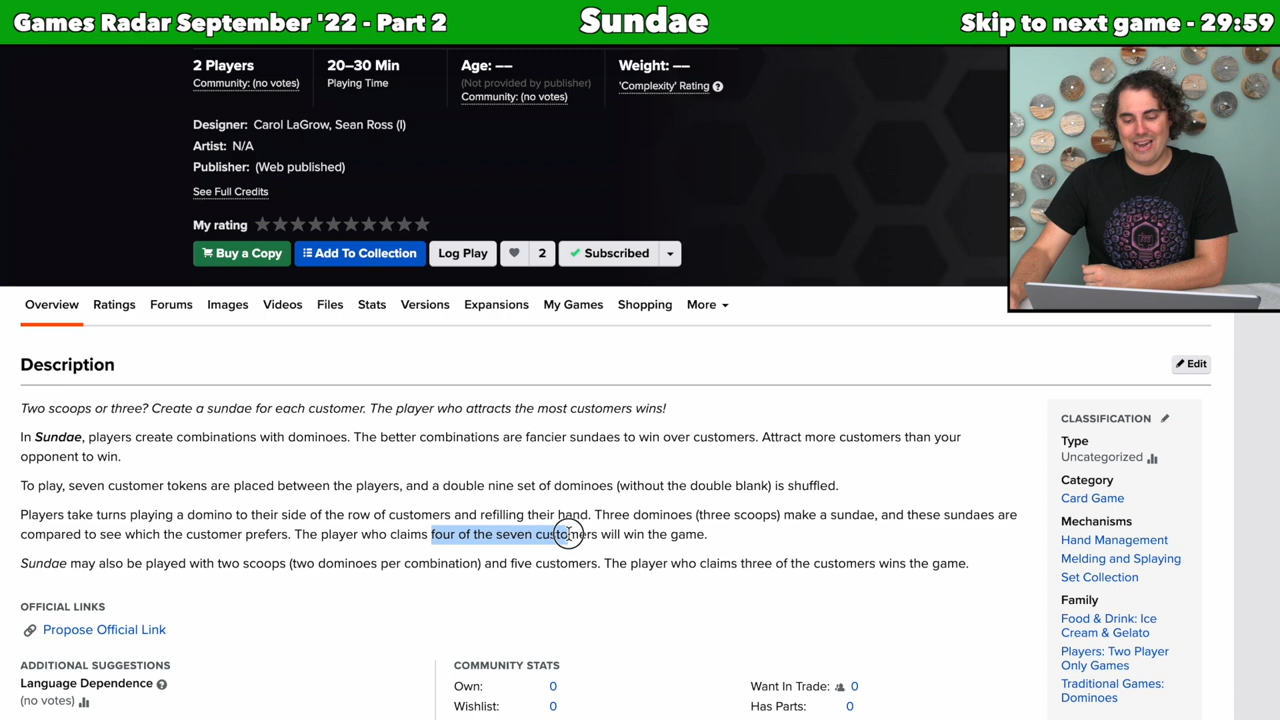 Games Radar September '22 - Part 2
Sundae
Skip to next game - 29:59
2 Players
Community: (no votes)
20–30 Min
Playing Time
Age: ––
(Not provided by publisher)
Community: (no votes)
Weight: ––
'Complexity' Rating ?
Designer: Carol LaGrow, Sean Ross (I)
Artist: N/A
Publisher: (Web published)
See Full Credits
My rating
Buy a Copy
Add To Collection
Log Play
2
Subscribed
Overview
Ratings
Forums
Images
Videos
Files
Stats
Versions
Expansions
My Games
Shopping
More
Description
Edit
Two scoops or three? Create a sundae for each customer. The player who attracts the most customers wins!
In Sundae, players create combinations with dominoes. The better combinations are fancier sundaes to win over customers. Attract more customers than your
opponent to win.
To play, seven customer tokens are placed between the players, and a double nine set of dominoes (without the double blank) is shuffled.
Players take turns playing a domino to their side of the row of customers and refilling their hand. Three dominoes (three scoops) make a sundae, and these sundaes are
compared to see which the customer prefers. The player who claims four of the seven customers will win the game.
Sundae may also be played with two scoops (two dominoes per combination) and five customers. The player who claims three of the customers wins the game.
OFFICIAL LINKS
Propose Official Link
ADDITIONAL SUGGESTIONS
Language Dependence ?
(no votes)
COMMUNITY STATS
Own: 0
Wishlist: 0
Want In Trade: 0
Has Parts: 0
CLASSIFICATION
Type
Uncategorized
Category
Card Game
Mechanisms
Hand Management
Melding and Splaying
Set Collection
Family
Food & Drink: Ice
Cream & Gelato
Players: Two Player
Only Games
Traditional Games:
Dominoes